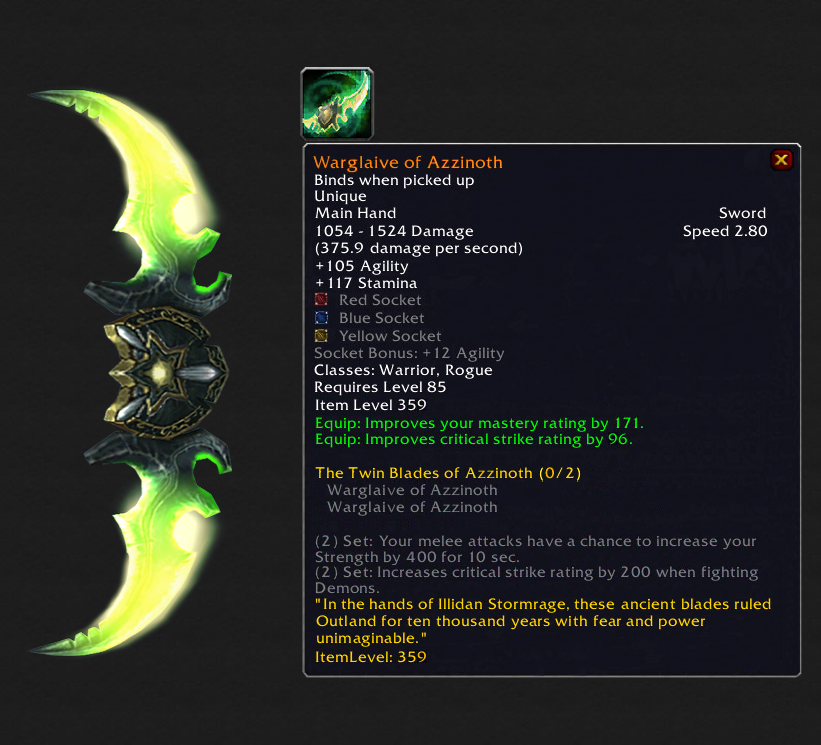 Warglaive of Azzinoth
Binds when picked up
Unique
Main Hand Sword
1054 - 1524 Damage Speed 2.80
(375.9 damage per second)
+105 Agility
+117 Stamina
Red Socket
Blue Socket
Yellow Socket
Socket Bonus: +12 Agility
Classes: Warrior, Rogue
Requires Level 85
Item Level 359
Equip: Improves your mastery rating by 171.
Equip: Improves critical strike rating by 96.
The Twin Blades of Azzinoth (0/2)
Warglaive of Azzinoth
Warglaive of Azzinoth
(2) Set: Your melee attacks have a chance to increase your
Strength by 400 for 10 sec.
(2) Set: Increases critical strike rating by 200 when fighting
Demons.
"In the hands of Illidan Stormrage, these ancient blades ruled
Outland for ten thousand years with fear and power
unimaginable."
ItemLevel: 359